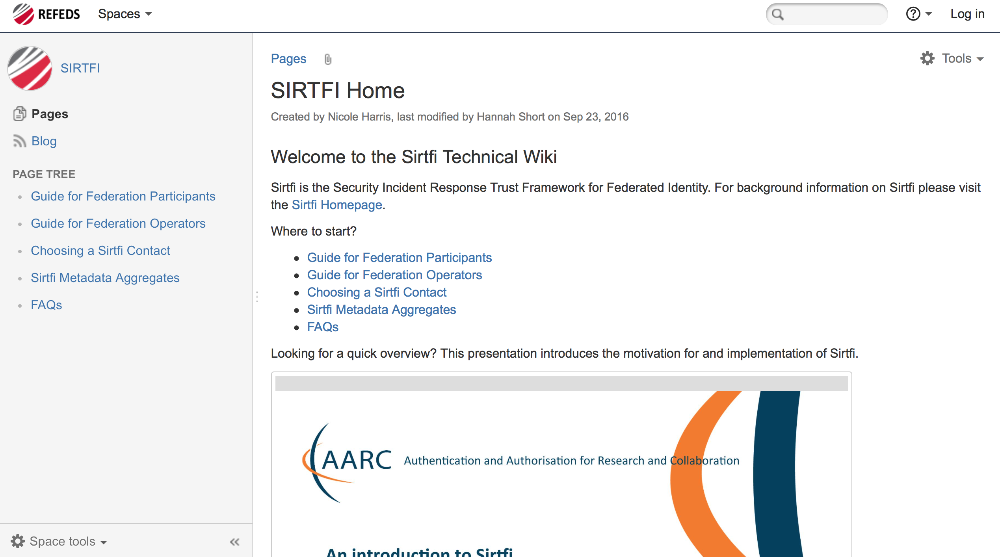 REFEDS
Spaces
Log in
SIRTFI
Pages
Blog
PAGE TREE
Guide for Federation Participants
Guide for Federation Operators
Choosing a Sirtfi Contact
Sirtfi Metadata Aggregates
FAQs
Space tools
Pages
Tools
SIRTFI Home
Created by Nicole Harris, last modified by Hannah Short on Sep 23, 2016
Welcome to the Sirtfi Technical Wiki
Sirtfi is the Security Incident Response Trust Framework for Federated Identity. For background information on Sirtfi please visit
the Sirtfi Homepage.
Where to start?
Guide for Federation Participants
Guide for Federation Operators
Choosing a Sirtfi Contact
Sirtfi Metadata Aggregates
FAQs
Looking for a quick overview? This presentation introduces the motivation for and implementation of Sirtfi.
AARC Authentication and Authorisation for Research and Collaboration
An introduction to Sirtfi